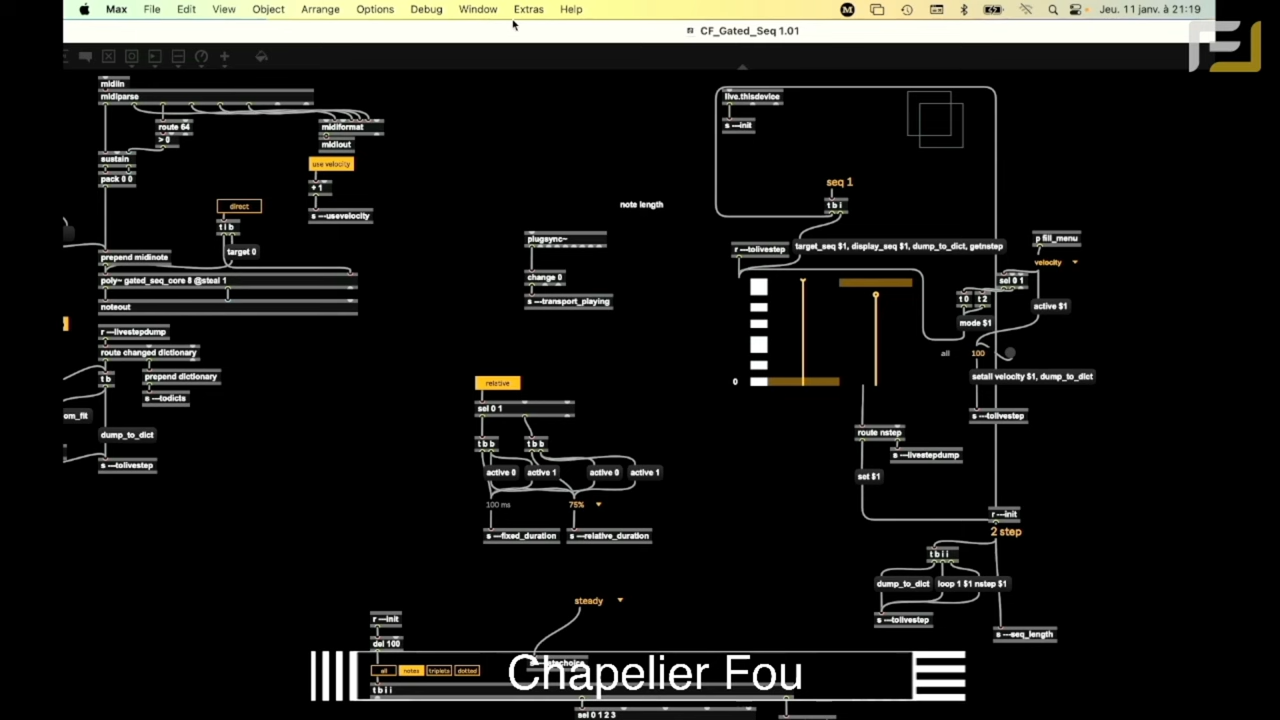 Max File Edit View Object Arrange Options Debug Window Extras Help Jeu. 11 janv. à 21:19
CF_Gated_Seq 1.01
midiin
midiparse
route 64
> 0
midiformat
midiout
sustain
pack 0 0
use velocity
+ 1
s ---usevelocity
direct
t i b
target 0
prepend midinote
poly~ gated_seq_core 8 @steal 1
noteout
r ---livestepdump
route changed dictionary
t b
prepend dictionary
s ---todicts
om_fit
dump_to_dict
s ---tolivestep
note length
plugsync~
change 0
s ---transport_playing
relative
sel 0 1
t b b
t b b
active 0
active 1
active 0
active 1
100 ms
75%
s ---fixed_duration
s ---relative_duration
live.thisdevice
s ---init
seq 1
t b i
r ---tolivestep
target_seq $1, display_seq $1, dump_to_dict, getnstep
p fill_menu
velocity
sel 0 1
t 0
t 2
active $1
mode $1
all
100
0
setall velocity $1, dump_to_dict
s ---tolivestep
route nstep
s ---livestepdump
set $1
r ---init
2 step
t b i i
dump_to_dict
loop 1 $1 nstep $1
s ---tolivestep
s ---seq_length
steady
r ---init
del 100
all
notes
triplets
dotted
t b i i
Chapelier Fou
sel 0 1 2 3